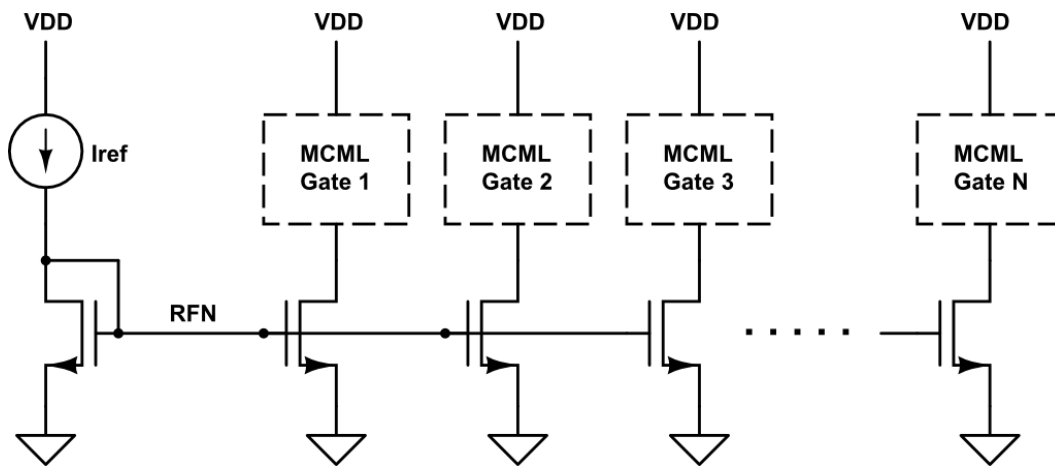 VDD VDD VDD VDD VDD
Iref
MCML MCML MCML MCML
Gate 1 Gate 2 Gate 3 Gate N
RFN